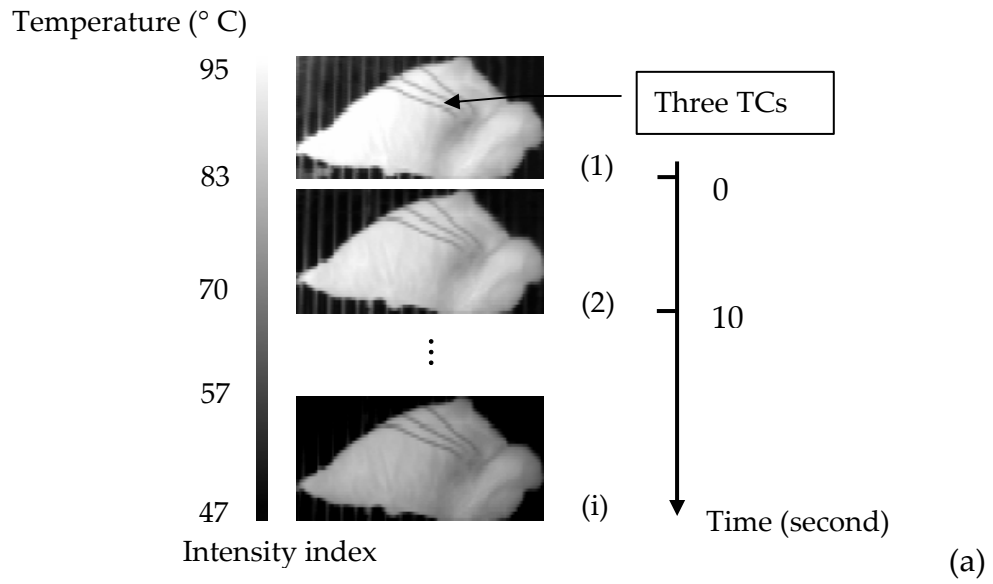 Temperature (° C)
95
Three TCs
(1)
83
0
70
(2)
10
57
47
(i)
Time (second)
Intensity index
(a)